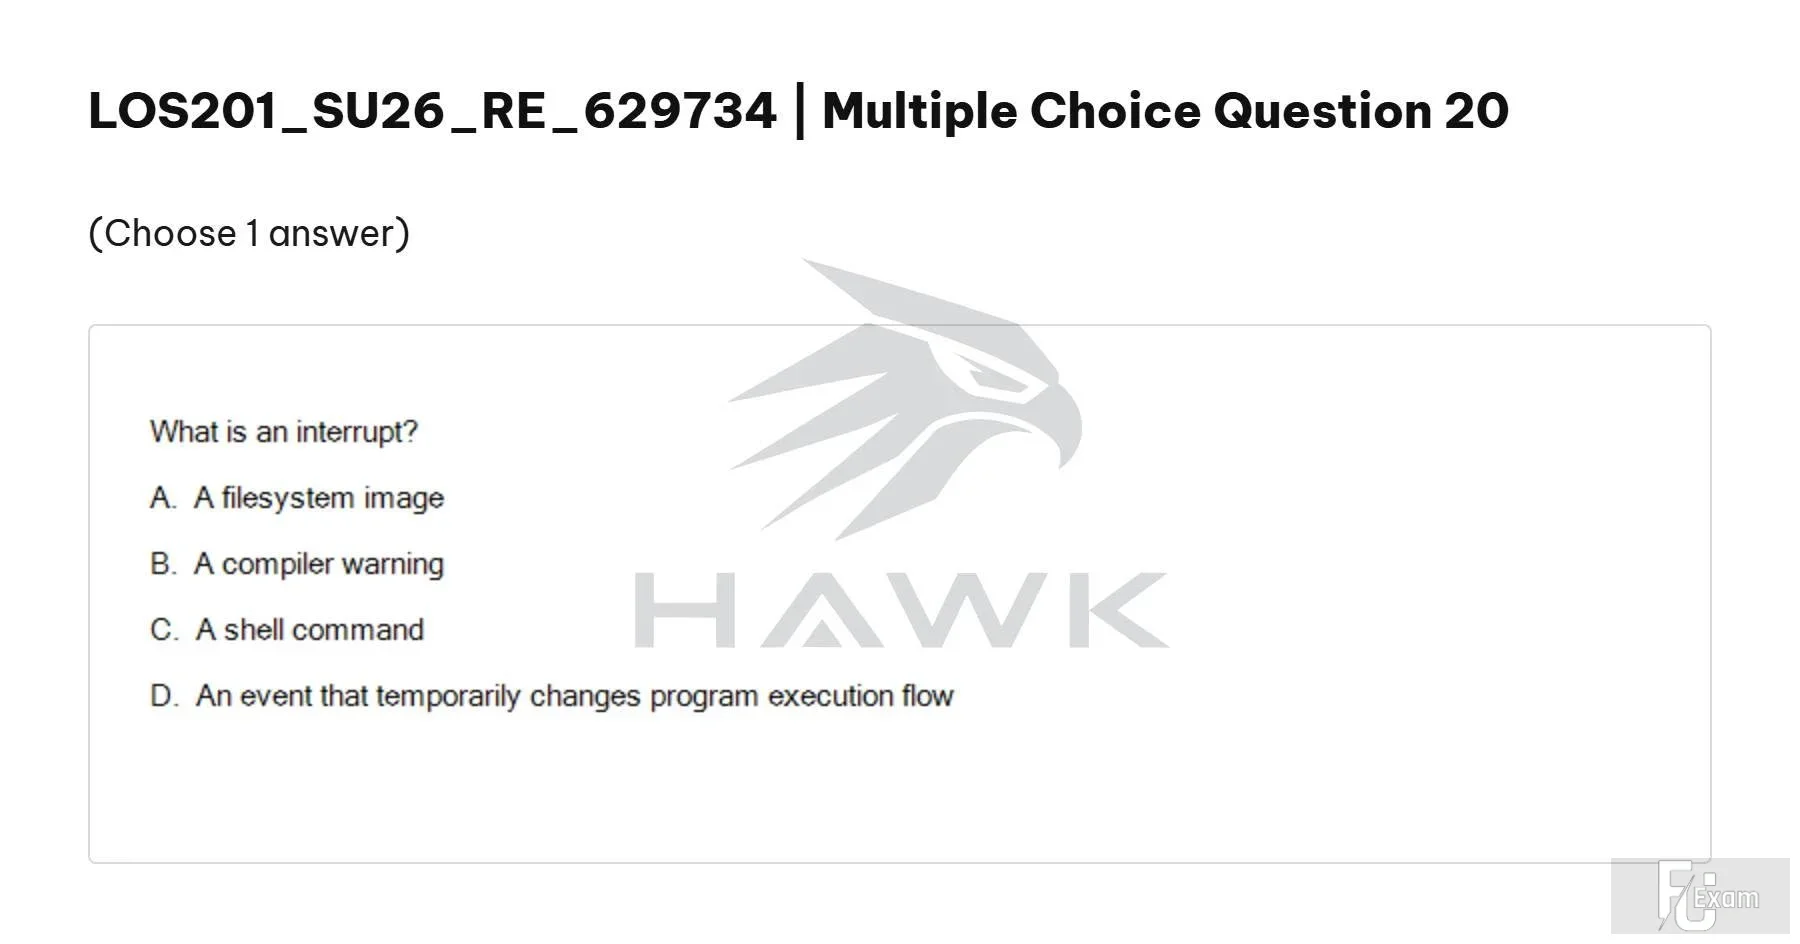 LOS201_SU26_RE_629734 | Multiple Choice Question 20
(Choose 1 answer)
What is an interrupt?
A. A filesystem image
B. A compiler warning
C. A shell command
D. An event that temporarily changes program execution flow
HAWK
FU Exam